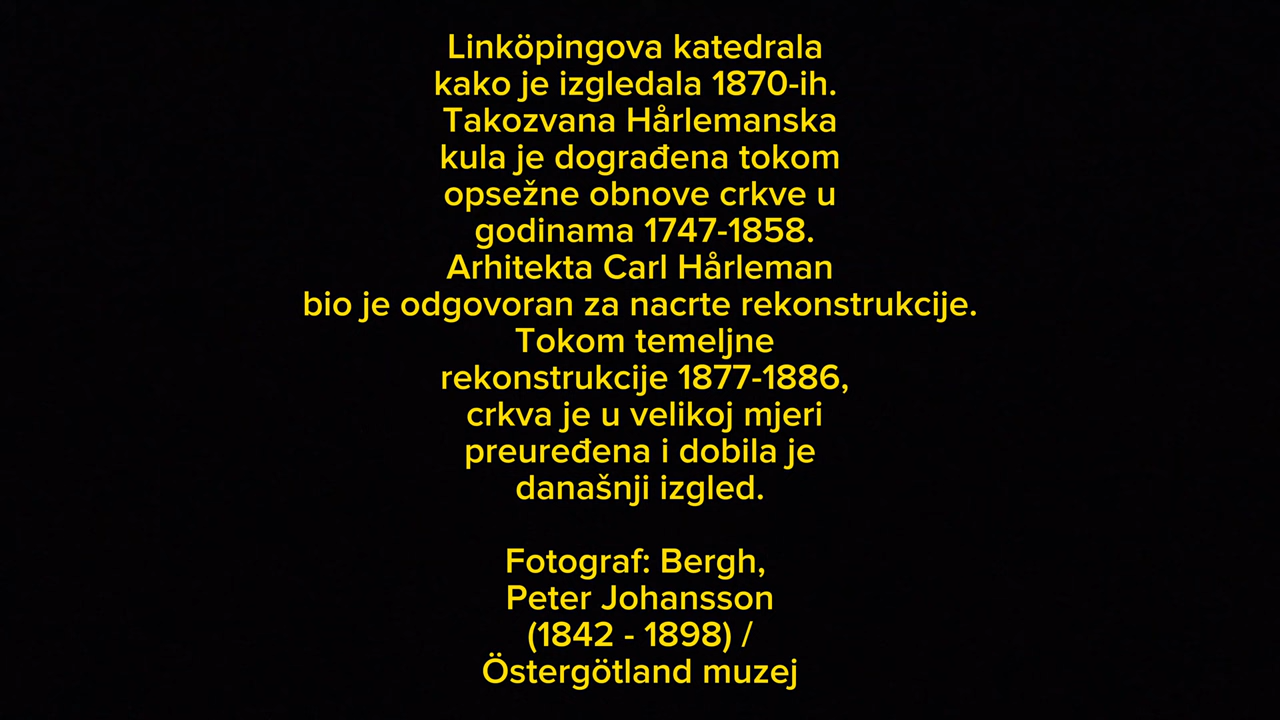 Linköpingova katedrala
kako je izgledala 1870-ih.
Takozvana Hårlemanska
kula je dograđena tokom
opsežne obnove crkve u
godinama 1747-1858.
Arhitekta Carl Hårleman
bio je odgovoran za nacrte rekonstrukcije.
Tokom temeljne
rekonstrukcije 1877-1886,
crkva je u velikoj mjeri
preuređena i dobila je
današnji izgled.
Fotograf: Bergh,
Peter Johansson
(1842 - 1898) /
Östergötland muzej